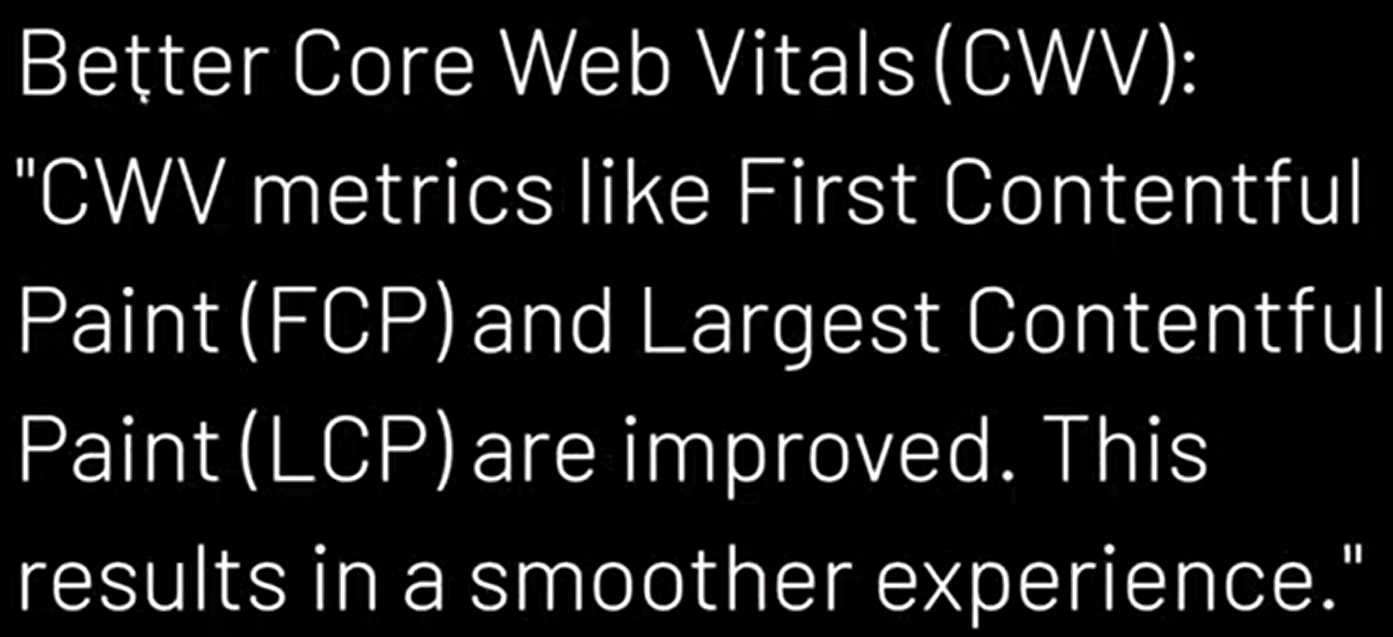 Better Core Web Vitals (CWV):
"CWV metrics like First Contentful
Paint (FCP) and Largest Contentful
Paint (LCP) are improved. This
results in a smoother experience."